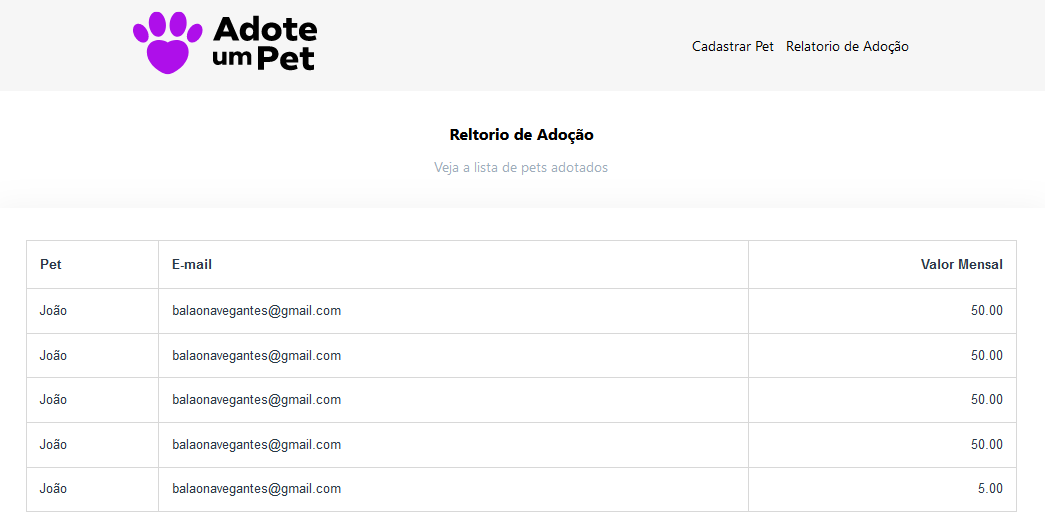 Adote
um Pet
Cadastrar Pet Relatorio de Adoção
Reltorio de Adoção
Veja a lista de pets adotados
Pet E-mail Valor Mensal
João balaonavegantes@gmail.com 50.00
João balaonavegantes@gmail.com 50.00
João balaonavegantes@gmail.com 50.00
João balaonavegantes@gmail.com 50.00
João balaonavegantes@gmail.com 5.00